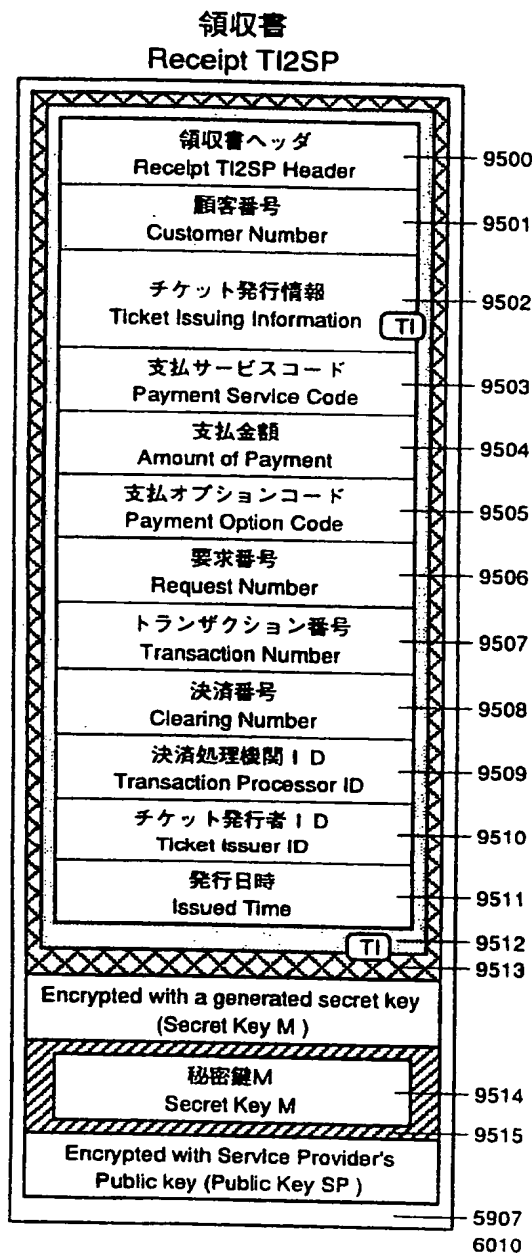 領収書
Receipt TI2SP
領収書ヘッダ
Receipt TI2SP Header
9500
顧客番号
Customer Number
9501
チケット発行情報
Ticket Issuing Information
TI
9502
支払サービスコード
Payment Service Code
9503
支払金額
Amount of Payment
9504
支払オプションコード
Payment Option Code
9505
要求番号
Request Number
9506
トランザクション番号
Transaction Number
9507
決済番号
Clearing Number
9508
決済処理機関ID
Transaction Processor ID
9509
チケット発行者ID
Ticket Issuer ID
9510
発行日時
Issued Time
9511
TI
9512
9513
Encrypted with a generated secret key
(Secret Key M )
秘密鍵M
Secret Key M
9514
9515
Encrypted with Service Provider's
Public key (Public Key SP )
5907
6010